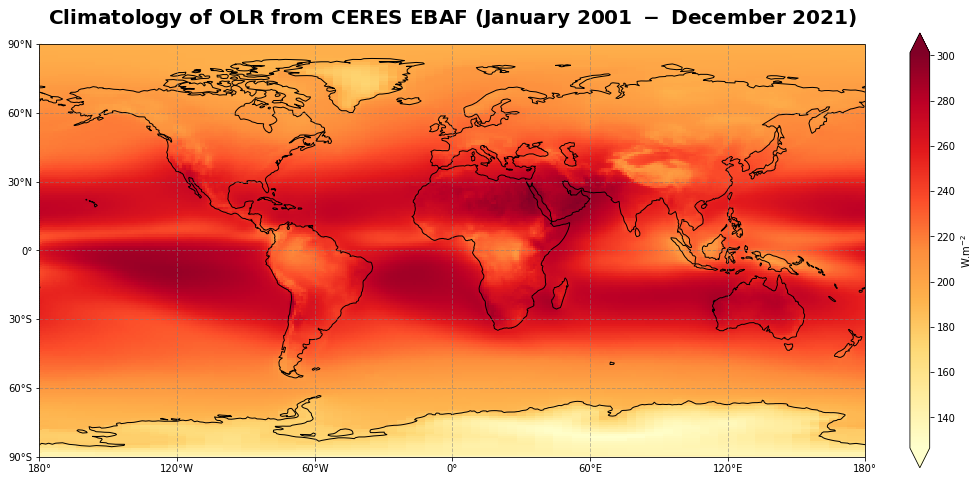 Climatology of OLR from CERES EBAF (January 2001 − December 2021)
90°N
60°N
30°N
0°
30°S
60°S
90°S
180°
120°W
60°W
0°
60°E
120°E
180°
300
280
260
240
220
200
180
160
140
W.m⁻²